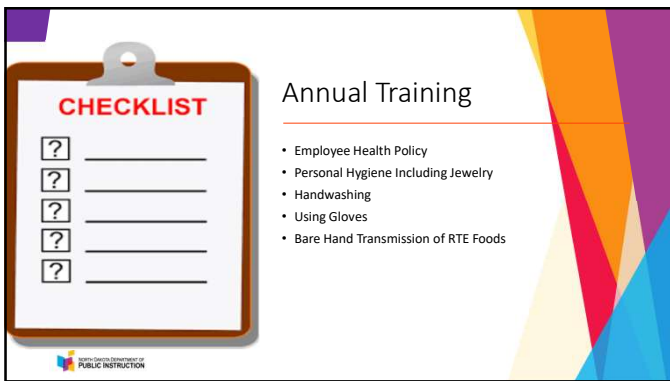 CHECKLIST
?
?
?
?
?
Annual Training
• Employee Health Policy
• Personal Hygiene Including Jewelry
• Handwashing
• Using Gloves
• Bare Hand Transmission of RTE Foods
NORTH DAKOTA DEPARTMENT OF
PUBLIC INSTRUCTION